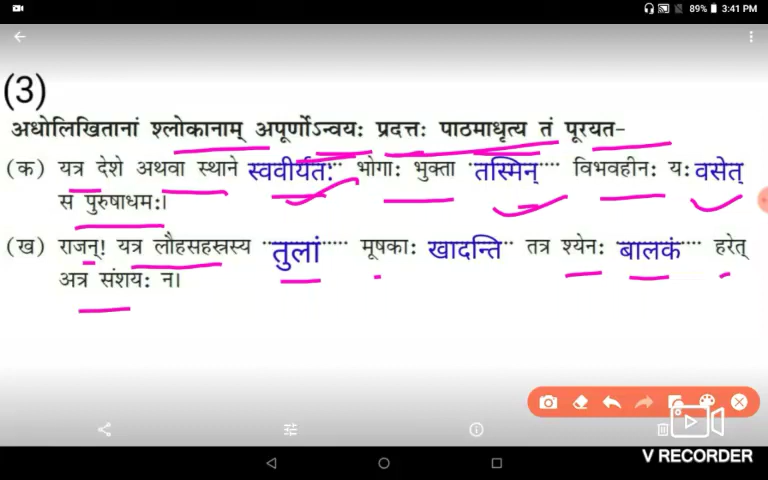 89% 3:41 PM
(3)
अधोलिखितानां श्लोकानाम् अपूर्णोऽन्वयः प्रदत्तः पाठमाधृत्य तं पूरयत-
(क) यत्र देशे अथवा स्थाने स्ववीर्यतः भोगाः भुक्ता तस्मिन् विभवहीनः यः वसेत्
स पुरुषाधमः।
(ख) राजन्! यत्र लौहसहस्रस्य तुलां मूषकाः खादन्ति तत्र श्येनः बालकं हरेत्
अत्र संशयः न।
V RECORDER